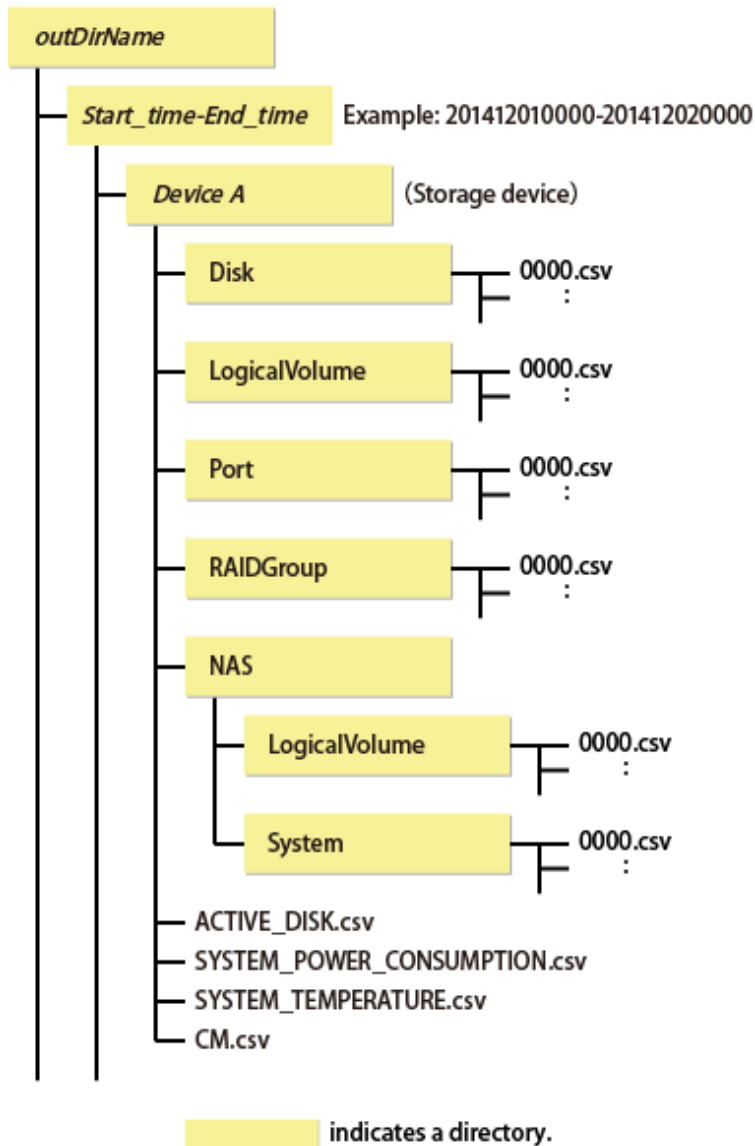 outDirName
Start_time-End_time Example: 201412010000-201412020000
Device A (Storage device)
Disk 0000.csv
:
LogicalVolume 0000.csv
:
Port 0000.csv
:
RAIDGroup 0000.csv
:
NAS
LogicalVolume 0000.csv
:
System 0000.csv
:
ACTIVE_DISK.csv
SYSTEM_POWER_CONSUMPTION.csv
SYSTEM_TEMPERATURE.csv
CM.csv
indicates a directory.